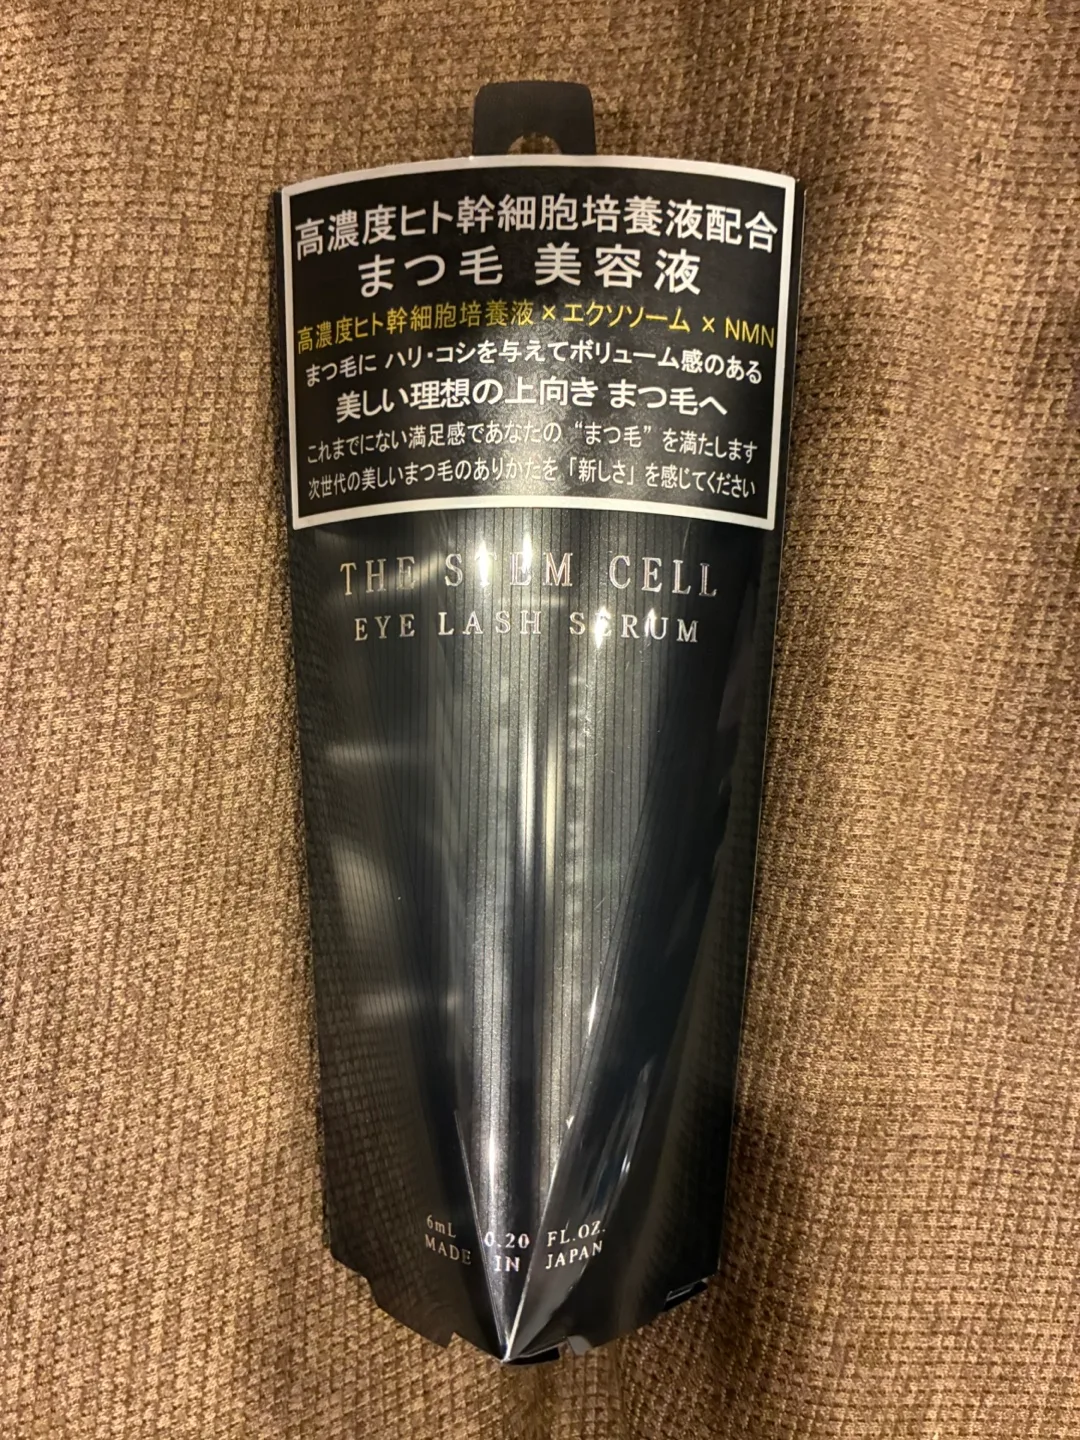 高濃度ヒト幹細胞培養液配合
まつ毛 美容液
高濃度ヒト幹細胞培養液×エクソソーム × NMN
まつ毛に ハリ・コシを与えてボリューム感のある
美しい理想の上向き まつ毛へ
これまでにない満足感であなたの “まつ毛” を満たします
次世代の美しいまつ毛のありかたを「新しさ」を感じてください
THE STEM CELL
EYE LASH SERUM
6mL 0.20 FL.OZ.
MADE IN JAPAN